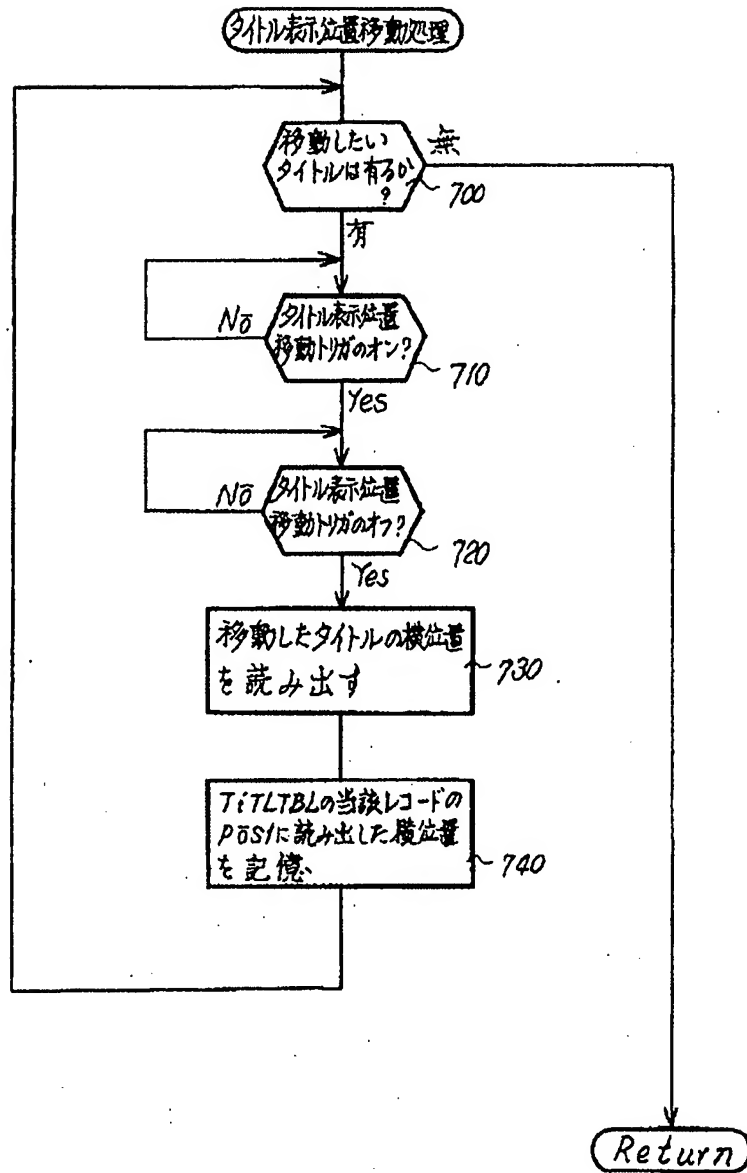 タイトル表示位置移動処理
移動したい
タイトルは有るか
?
無
700
有
タイトル表示位置
移動トリガのオン?
No
710
Yes
タイトル表示位置
移動トリガのオフ?
No
720
Yes
移動したタイトルの横位置
を読み出す
730
TiTLTBLの当該レコードの
POS1に読み出した横位置
を記憶
740
Return